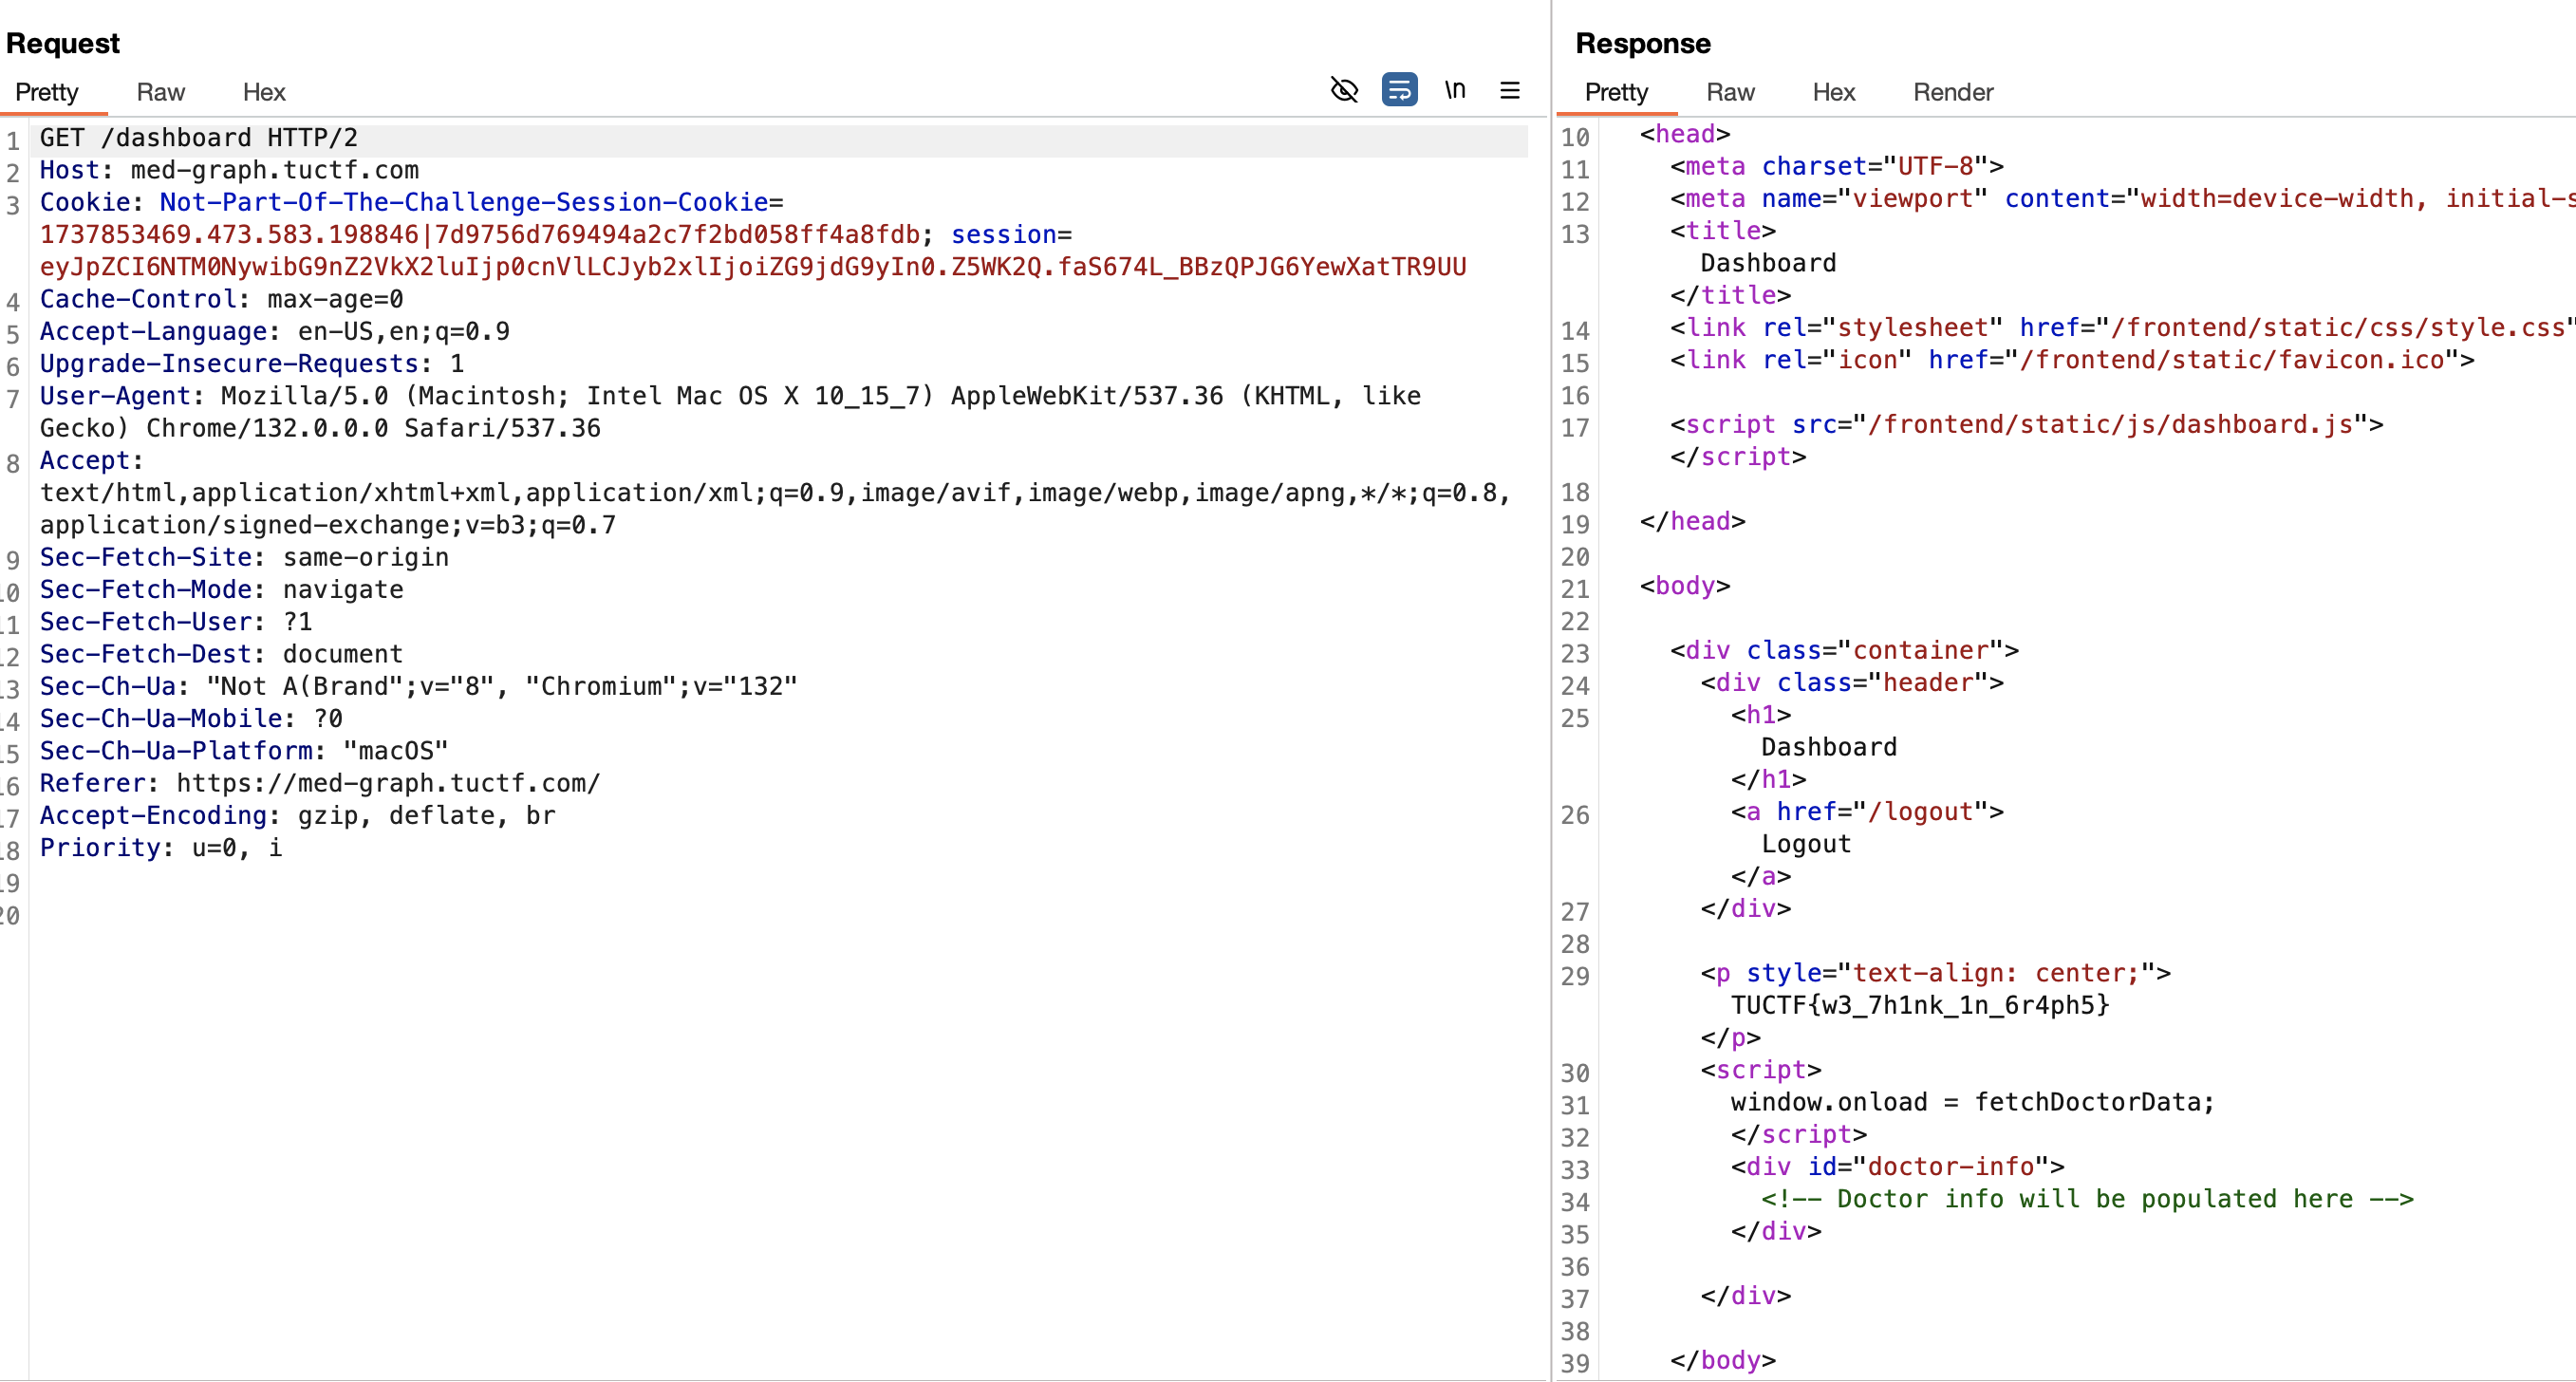 Request
Pretty Raw Hex \n
1 GET /dashboard HTTP/2
2 Host: med-graph.tuctf.com
3 Cookie: Not-Part-Of-The-Challenge-Session-Cookie=
1737853469.473.583.198846|7d9756d769494a2c7f2bd058ff4a8fdb; session=
eyJpZCI6NTM0NywibG9nZ2VkX2luIjp0cnVlLCJyb2xlIjoiZG9jdG9yIn0.Z5WK2Q.faS674L_BBzQPJG6YewXatTR9UU
4 Cache-Control: max-age=0
5 Accept-Language: en-US,en;q=0.9
6 Upgrade-Insecure-Requests: 1
7 User-Agent: Mozilla/5.0 (Macintosh; Intel Mac OS X 10_15_7) AppleWebKit/537.36 (KHTML, like
Gecko) Chrome/132.0.0.0 Safari/537.36
8 Accept:
text/html,application/xhtml+xml,application/xml;q=0.9,image/avif,image/webp,image/apng,*/*;q=0.8,
application/signed-exchange;v=b3;q=0.7
9 Sec-Fetch-Site: same-origin
10 Sec-Fetch-Mode: navigate
11 Sec-Fetch-User: ?1
12 Sec-Fetch-Dest: document
13 Sec-Ch-Ua: "Not A(Brand";v="8", "Chromium";v="132"
14 Sec-Ch-Ua-Mobile: ?0
15 Sec-Ch-Ua-Platform: "macOS"
16 Referer: https://med-graph.tuctf.com/
17 Accept-Encoding: gzip, deflate, br
18 Priority: u=0, i
19
20
Response
Pretty Raw Hex Render
10 <head>
11 <meta charset="UTF-8">
12 <meta name="viewport" content="width=device-width, initial-s
13 <title>
Dashboard
</title>
14 <link rel="stylesheet" href="/frontend/static/css/style.css"
15 <link rel="icon" href="/frontend/static/favicon.ico">
16
17 <script src="/frontend/static/js/dashboard.js">
</script>
18
19 </head>
20
21 <body>
22
23 <div class="container">
24 <div class="header">
25 <h1>
Dashboard
</h1>
26 <a href="/logout">
Logout
</a>
27 </div>
28
29 <p style="text-align: center;">
TUCTF{w3_7h1nk_1n_6r4ph5}
</p>
30 <script>
31 window.onload = fetchDoctorData;
32 </script>
33 <div id="doctor-info">
34 <!-- Doctor info will be populated here -->
35 </div>
36
37 </div>
38
39 </body>